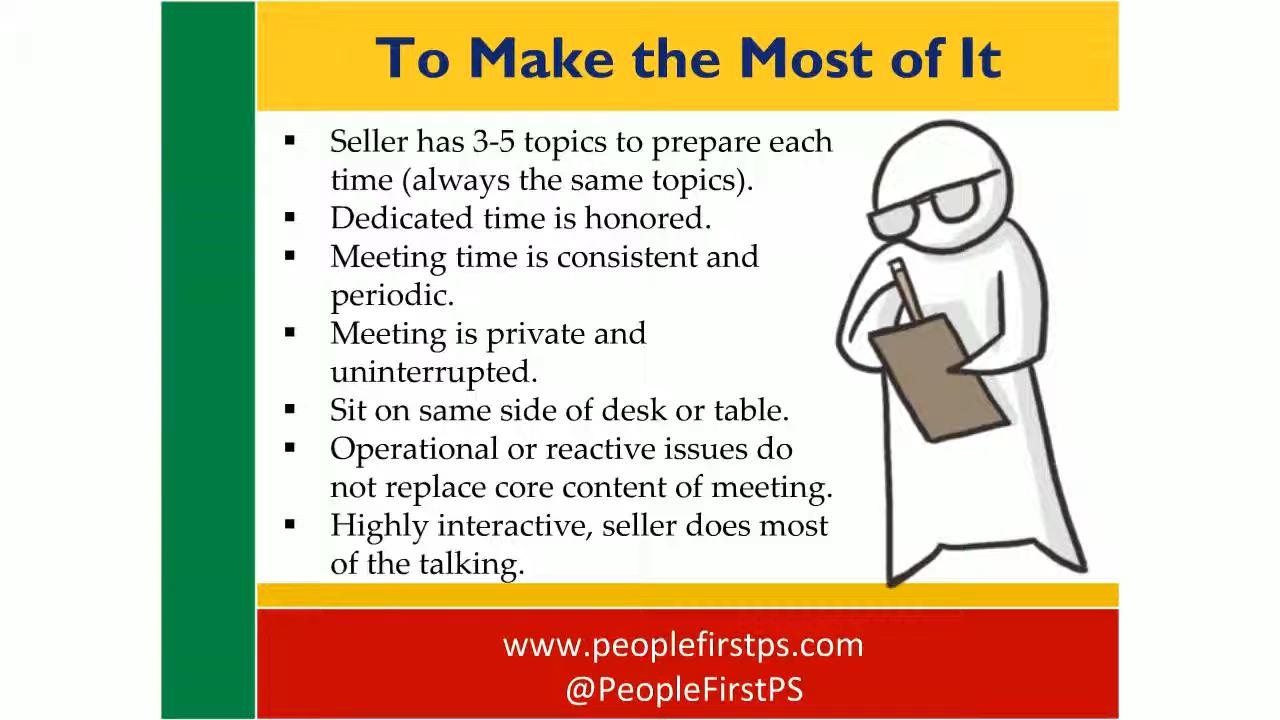 To Make the Most of It
▪ Seller has 3-5 topics to prepare each
time (always the same topics).
▪ Dedicated time is honored.
▪ Meeting time is consistent and
periodic.
▪ Meeting is private and
uninterrupted.
▪ Sit on same side of desk or table.
▪ Operational or reactive issues do
not replace core content of meeting.
▪ Highly interactive, seller does most
of the talking.
www.peoplefirstps.com
@PeopleFirstPS